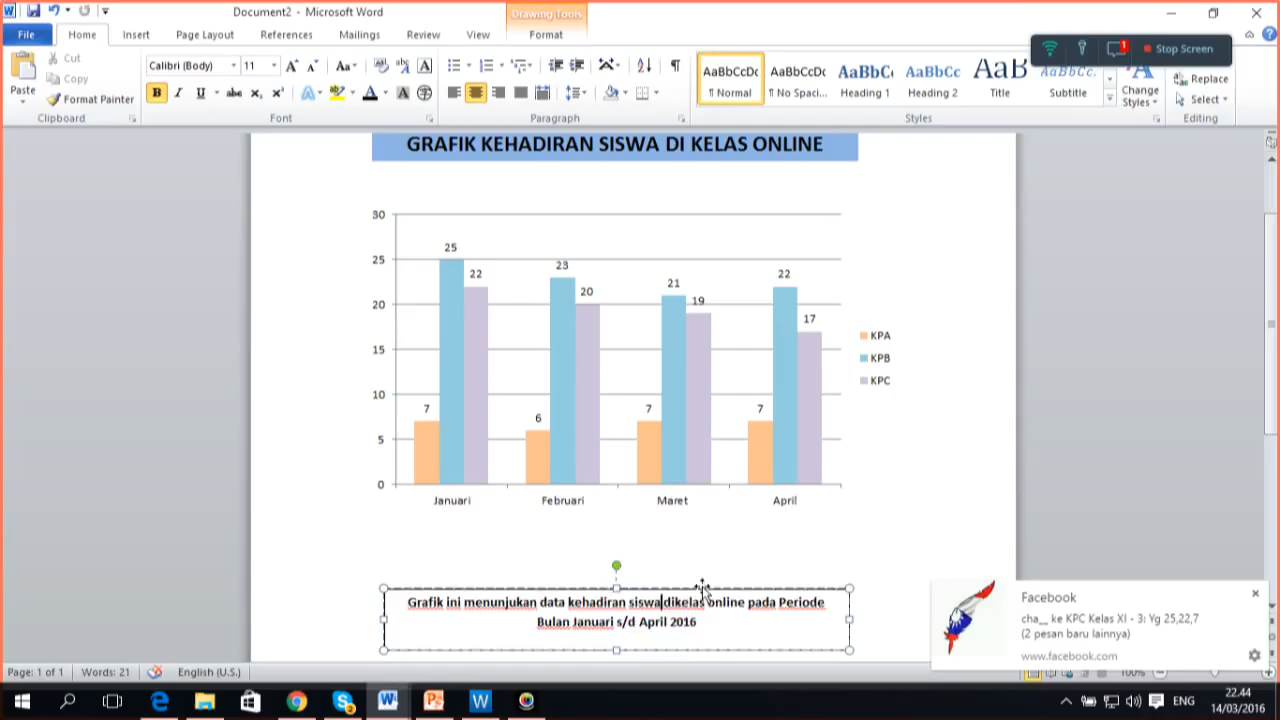 Document2 - Microsoft Word
Drawing Tools
File Home Insert Page Layout References Mailings Review View Format
Stop Screen
1
Paste
Cut
Copy
Format Painter
Clipboard
Calibri (Body) 11
Font
Paragraph
AaBbCcDc AaBbCcDc AaBbC AaBbCc AaB AaBbCc.
¶ Normal ¶ No Spaci... Heading 1 Heading 2 Title Subtitle
Change Styles
Styles
Replace
Select
Editing
GRAFIK KEHADIRAN SISWA DI KELAS ONLINE
30
25
20
15
10
5
0
7 25 22
6 23 20
7 21 19
7 22 17
Januari Februari Maret April
KPA
KPB
KPC
Grafik ini menunjukan data kehadiran siswa dikelas online pada Periode
Bulan Januari s/d April 2016
Facebook
cha__ ke KPC Kelas XI - 3: Yg 25,22,7
(2 pesan baru lainnya)
www.facebook.com
Page: 1 of 1 Words: 21 English (U.S.) 100%
ENG
22.44
14/03/2016